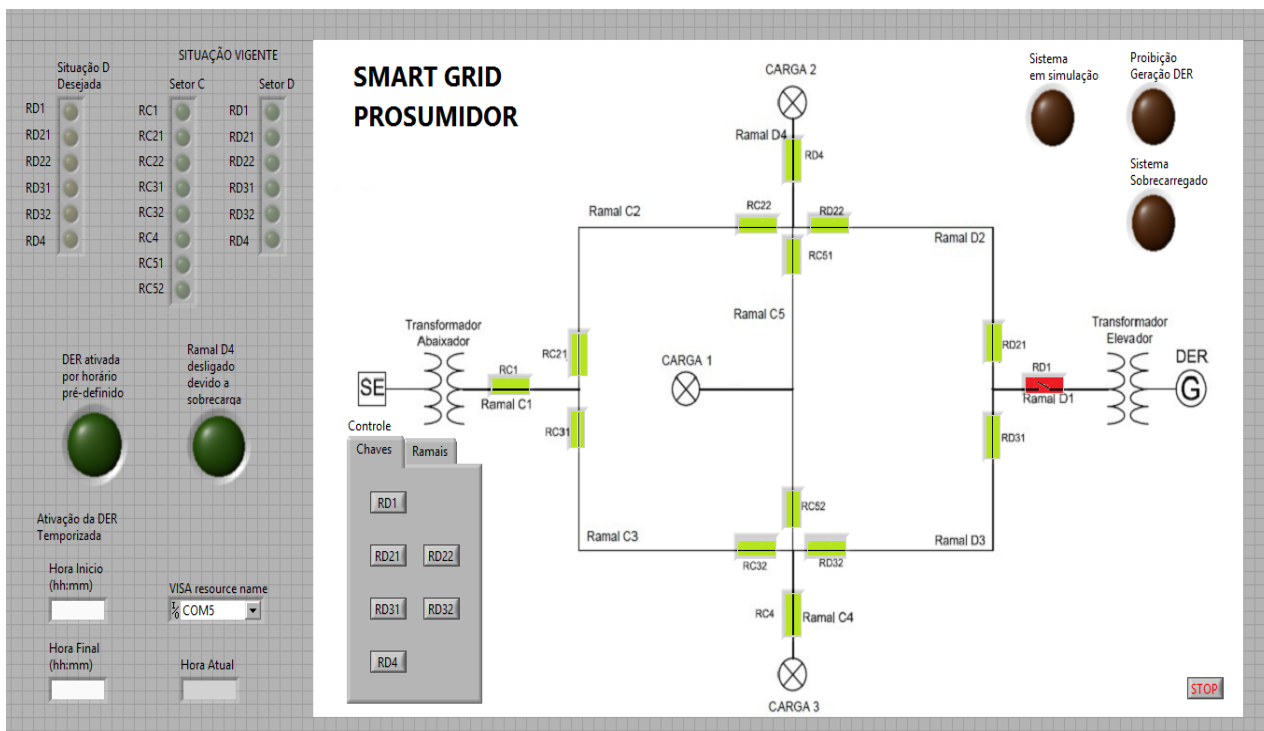 Situação D
Desejada
RD1
RD21
RD22
RD31
RD32
RD4
SITUAÇÃO VIGENTE
Setor C
RC1
RC21
RC22
RC31
RC32
RC4
RC51
RC52
Setor D
RD1
RD21
RD22
RD31
RD32
RD4
DER ativada
por horário
pré-definido
Ramal D4
desligado
devido a
sobrecarga
Ativação da DER
Temporizada
Hora Inicio
(hh:mm)
VISA resource name
I/O COM5
Hora Final
(hh:mm)
Hora Atual
SMART GRID
PROSUMIDOR
Sistema
em simulação
Proibição
Geração DER
Sistema
Sobrecarregado
CARGA 2
Ramal D4
RD4
Ramal C2
RC22
RD22
Ramal D2
RC51
Ramal C5
Transformador
Abaixador
SE
RC1
Ramal C1
RC21
RC31
CARGA 1
RD21
Transformador
Elevador
DER
G
RD1
Ramal D1
RD31
RC52
Ramal C3
RC32
RD32
Ramal D3
RC4
Ramal C4
CARGA 3
Controle
Chaves
Ramais
RD1
RD21
RD22
RD31
RD32
RD4
STOP